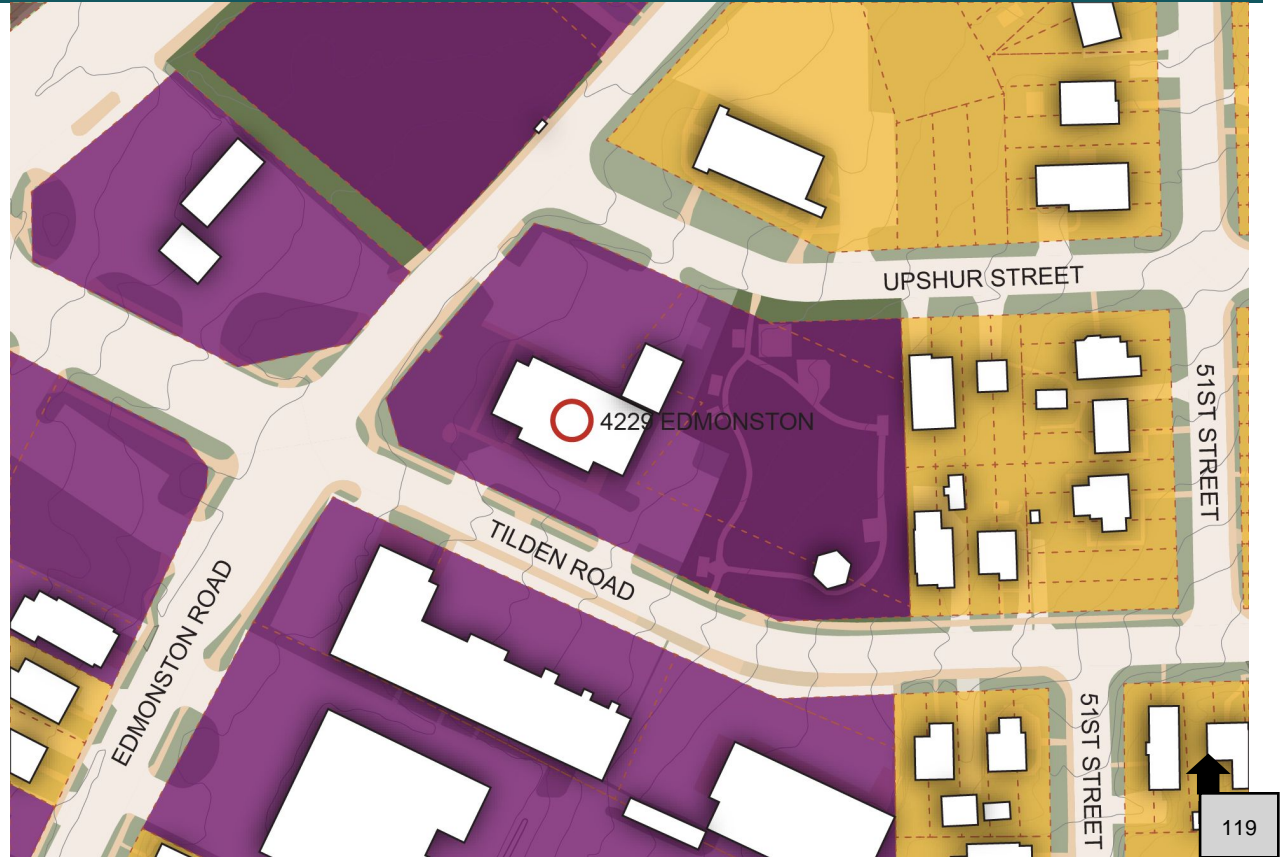 UPSHUR STREET
51ST STREET
4229 EDMONSTON
TILDEN ROAD
EDMONSTON ROAD
51ST STREET
119